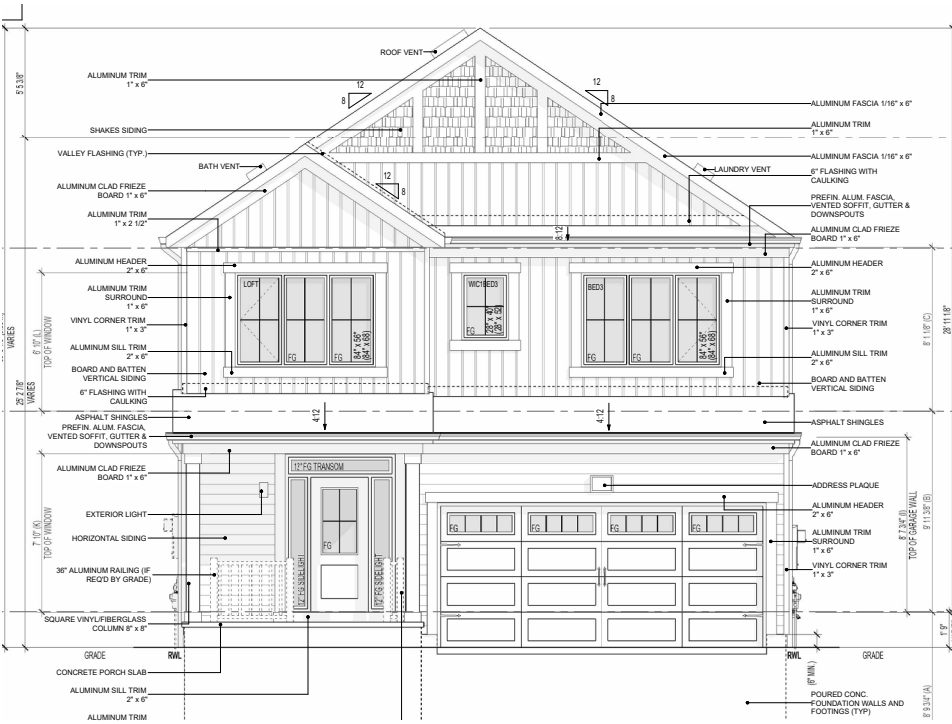 ROOF VENT
ALUMINUM TRIM
1" x 6"
SHAKES SIDING
VALLEY FLASHING (TYP.)
BATH VENT
ALUMINUM CLAD FRIEZE
BOARD 1" x 6"
ALUMINUM TRIM
1" x 2 1/2"
ALUMINUM HEADER
2" x 6"
ALUMINUM TRIM
SURROUND
1" x 6"
VINYL CORNER TRIM
1" x 3"
ALUMINUM SILL TRIM
2" x 6"
BOARD AND BATTEN
VERTICAL SIDING
6" FLASHING WITH
CAULKING
ASPHALT SHINGLES
PREFIN. ALUM. FASCIA,
VENTED SOFFIT, GUTTER &
DOWNSPOUTS
ALUMINUM CLAD FRIEZE
BOARD 1" x 6"
EXTERIOR LIGHT
HORIZONTAL SIDING
36" ALUMINUM RAILING (IF
REQ'D BY GRADE)
SQUARE VINYL/FIBERGLASS
COLUMN 8" x 8"
GRADE
RWL
CONCRETE PORCH SLAB
ALUMINUM SILL TRIM
2" x 6"
ALUMINUM TRIM
5' 5 3/8"
VARIES
6' 10" (L)
TOP OF WINDOW
25' 2 7/8"
VARIES
7' 10" (K)
TOP OF WINDOW
12
8
12
8
12
8
8:12
LOFT
FG
FG
84" x 56"
(84" x 68")
WIC1
BED3
FG
28" x 40"
(28" x 52")
BED3
FG
FG
84" x 56"
(84" x 68")
4:12
4:12
12" FG TRANSOM
FG
12" FG SIDELIGHT
12" FG SIDELIGHT
FG
FG
FG
FG
ALUMINUM FASCIA 1/16" x 6"
ALUMINUM TRIM
1" x 6"
ALUMINUM FASCIA 1/16" x 6"
LAUNDRY VENT
6" FLASHING WITH
CAULKING
PREFIN. ALUM. FASCIA,
VENTED SOFFIT, GUTTER &
DOWNSPOUTS
ALUMINUM CLAD FRIEZE
BOARD 1" x 6"
ALUMINUM HEADER
2" x 6"
ALUMINUM TRIM
SURROUND
1" x 6"
VINYL CORNER TRIM
1" x 3"
ALUMINUM SILL TRIM
2" x 6"
BOARD AND BATTEN
VERTICAL SIDING
ASPHALT SHINGLES
ALUMINUM CLAD FRIEZE
BOARD 1" x 6"
ADDRESS PLAQUE
ALUMINUM HEADER
2" x 6"
ALUMINUM TRIM
SURROUND
1" x 6"
VINYL CORNER TRIM
1" x 3"
RWL
GRADE
(6" MIN.)
POURED CONC.
FOUNDATION WALLS AND
FOOTINGS (TYP)
8' 1 1/8" (C)
28' 11 1/8"
8' 7 3/4" (I)
TOP OF GARAGE WALL
9' 11 3/8" (B)
1' 9"
8' 9 3/4" (A)